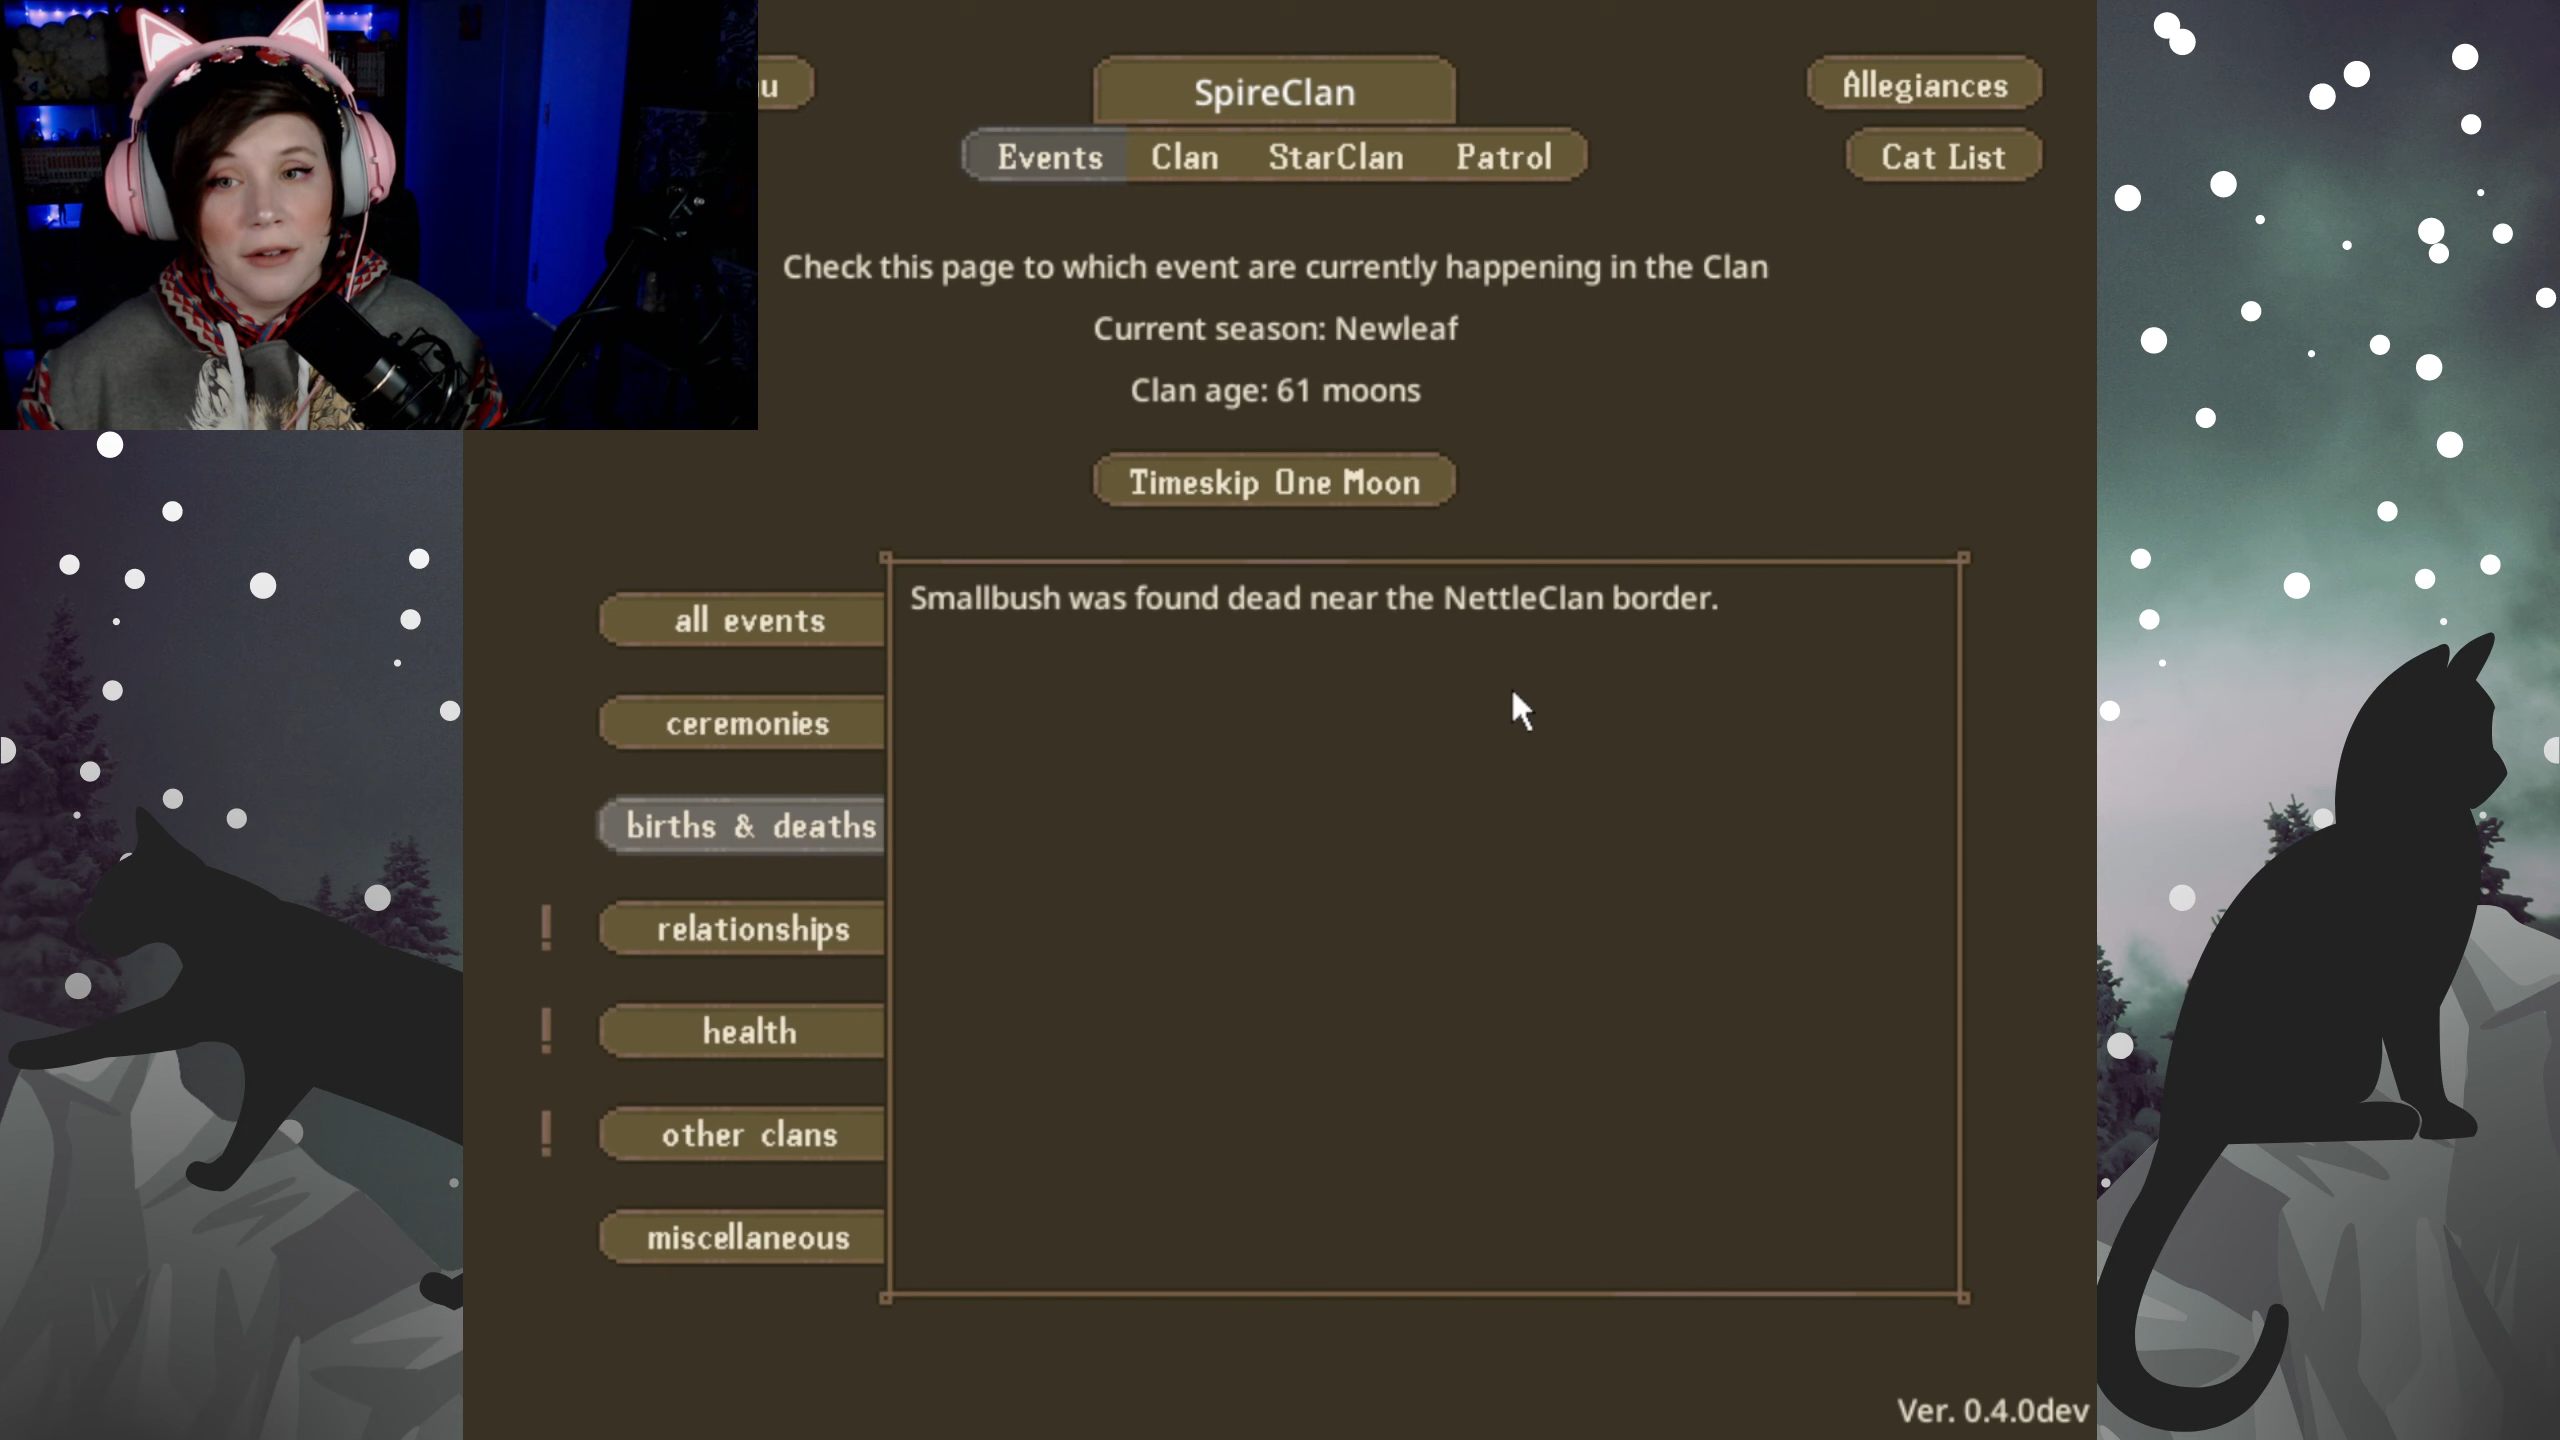 u
SpireClan
Allegiances
Events Clan StarClan Patrol
Cat List
Check this page to which event are currently happening in the Clan
Current season: Newleaf
Clan age: 61 moons
Timeskip One Moon
all events
ceremonies
births & deaths
! relationships
! health
! other clans
miscellaneous
Smallbush was found dead near the NettleClan border.
Ver. 0.4.0dev